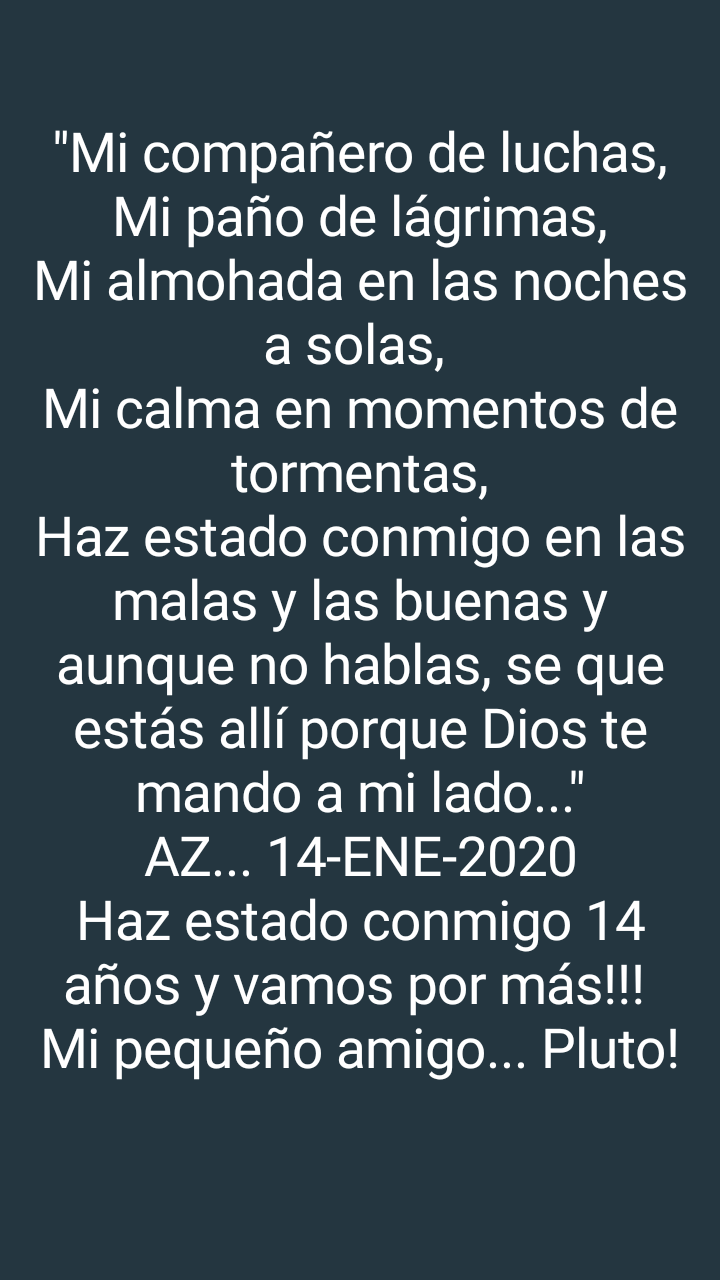 "Mi compañero de luchas,
Mi paño de lágrimas,
Mi almohada en las noches
a solas,
Mi calma en momentos de
tormentas,
Haz estado conmigo en las
malas y las buenas y
aunque no hablas, se que
estás allí porque Dios te
mando a mi lado..."
AZ... 14-ENE-2020
Haz estado conmigo 14
años y vamos por más!!!
Mi pequeño amigo... Pluto!